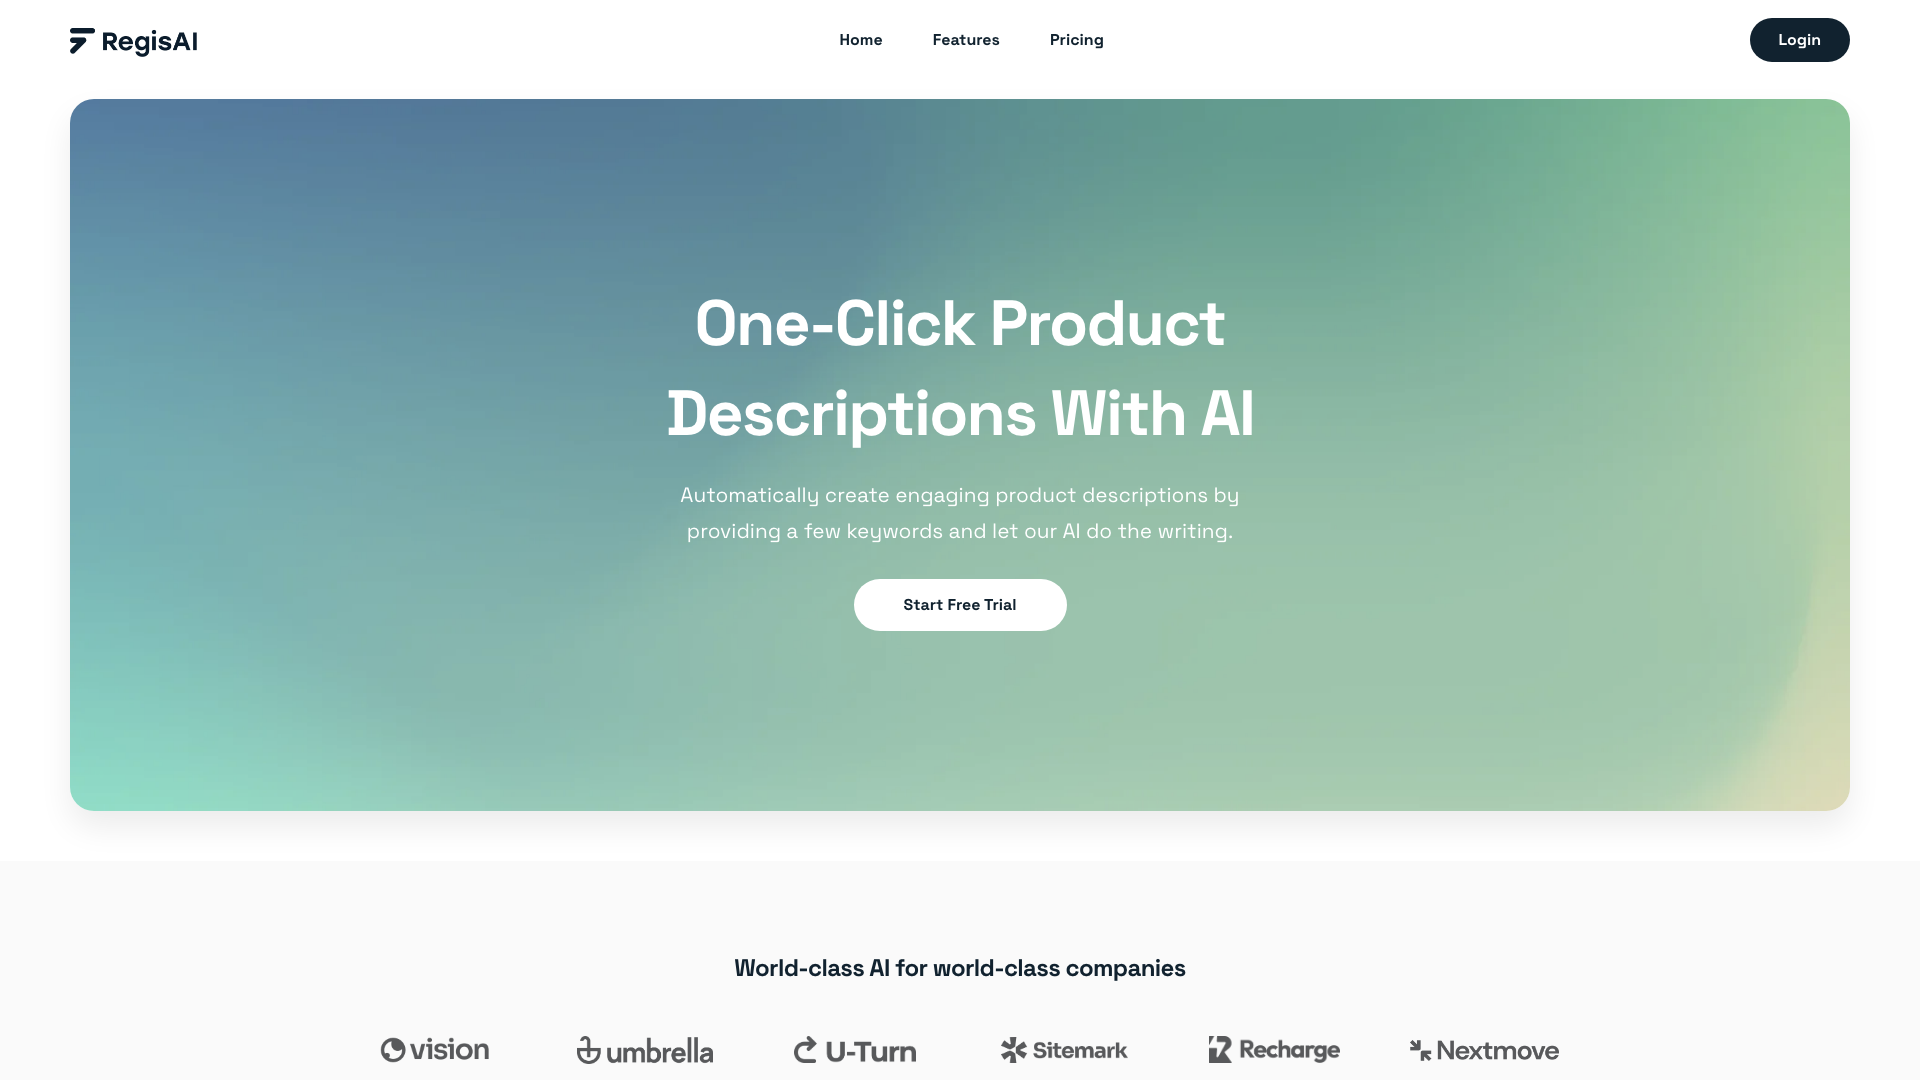 RegisAI
Home
Features
Pricing
Login
One-Click Product
Descriptions With AI
Automatically create engaging product descriptions by
providing a few keywords and let our AI do the writing.
Start Free Trial
World-class AI for world-class companies
vision
umbrella
U-Turn
Sitemark
Recharge
Nextmove